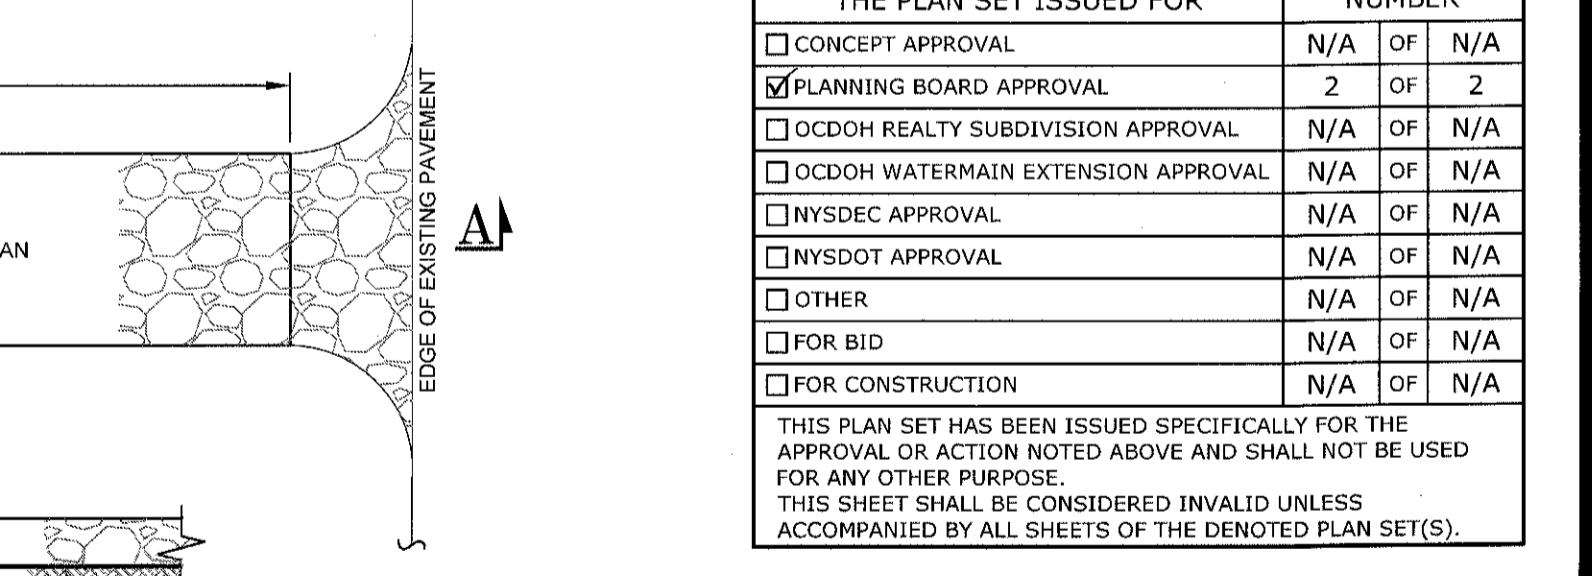 THE PLAN SET ISSUED FOR NUMBER
CONCEPT APPROVAL N/A OF N/A
PLANNING BOARD APPROVAL 2 OF 2
OCDOH REALTY SUBDIVISION APPROVAL N/A OF N/A
OCDOH WATERMAIN EXTENSION APPROVAL N/A OF N/A
NYSDEC APPROVAL N/A OF N/A
NYSDOT APPROVAL N/A OF N/A
OTHER N/A OF N/A
FOR BID N/A OF N/A
FOR CONSTRUCTION N/A OF N/A
THIS PLAN SET HAS BEEN ISSUED SPECIFICALLY FOR THE
APPROVAL OR ACTION NOTED ABOVE AND SHALL NOT BE USED
FOR ANY OTHER PURPOSE.
THIS SHEET SHALL BE CONSIDERED INVALID UNLESS
ACCOMPANIED BY ALL SHEETS OF THE DENOTED PLAN SET(S).
EDGE OF EXISTING PAVEMENT
A
AN